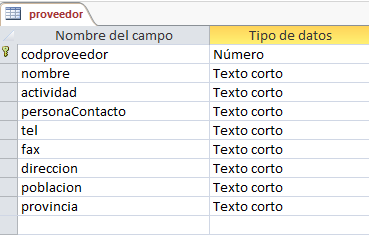 proveedor
Nombre del campo Tipo de datos
codproveedor Número
nombre Texto corto
actividad Texto corto
personaContacto Texto corto
tel Texto corto
fax Texto corto
direccion Texto corto
poblacion Texto corto
provincia Texto corto